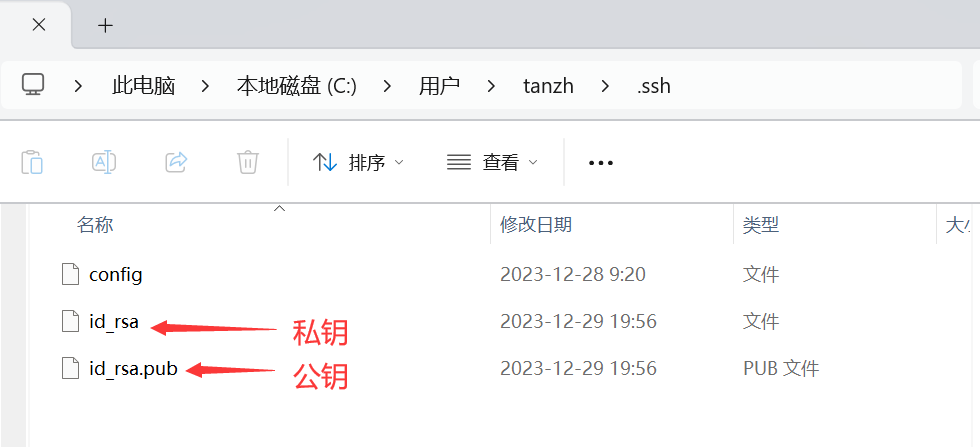 此电脑 > 本地磁盘 (C:) > 用户 > tanzh > .ssh
排序 查看
名称 修改日期 类型
config 2023-12-28 9:20 文件
id_rsa 私钥 2023-12-29 19:56 文件
id_rsa.pub 公钥 2023-12-29 19:56 PUB 文件